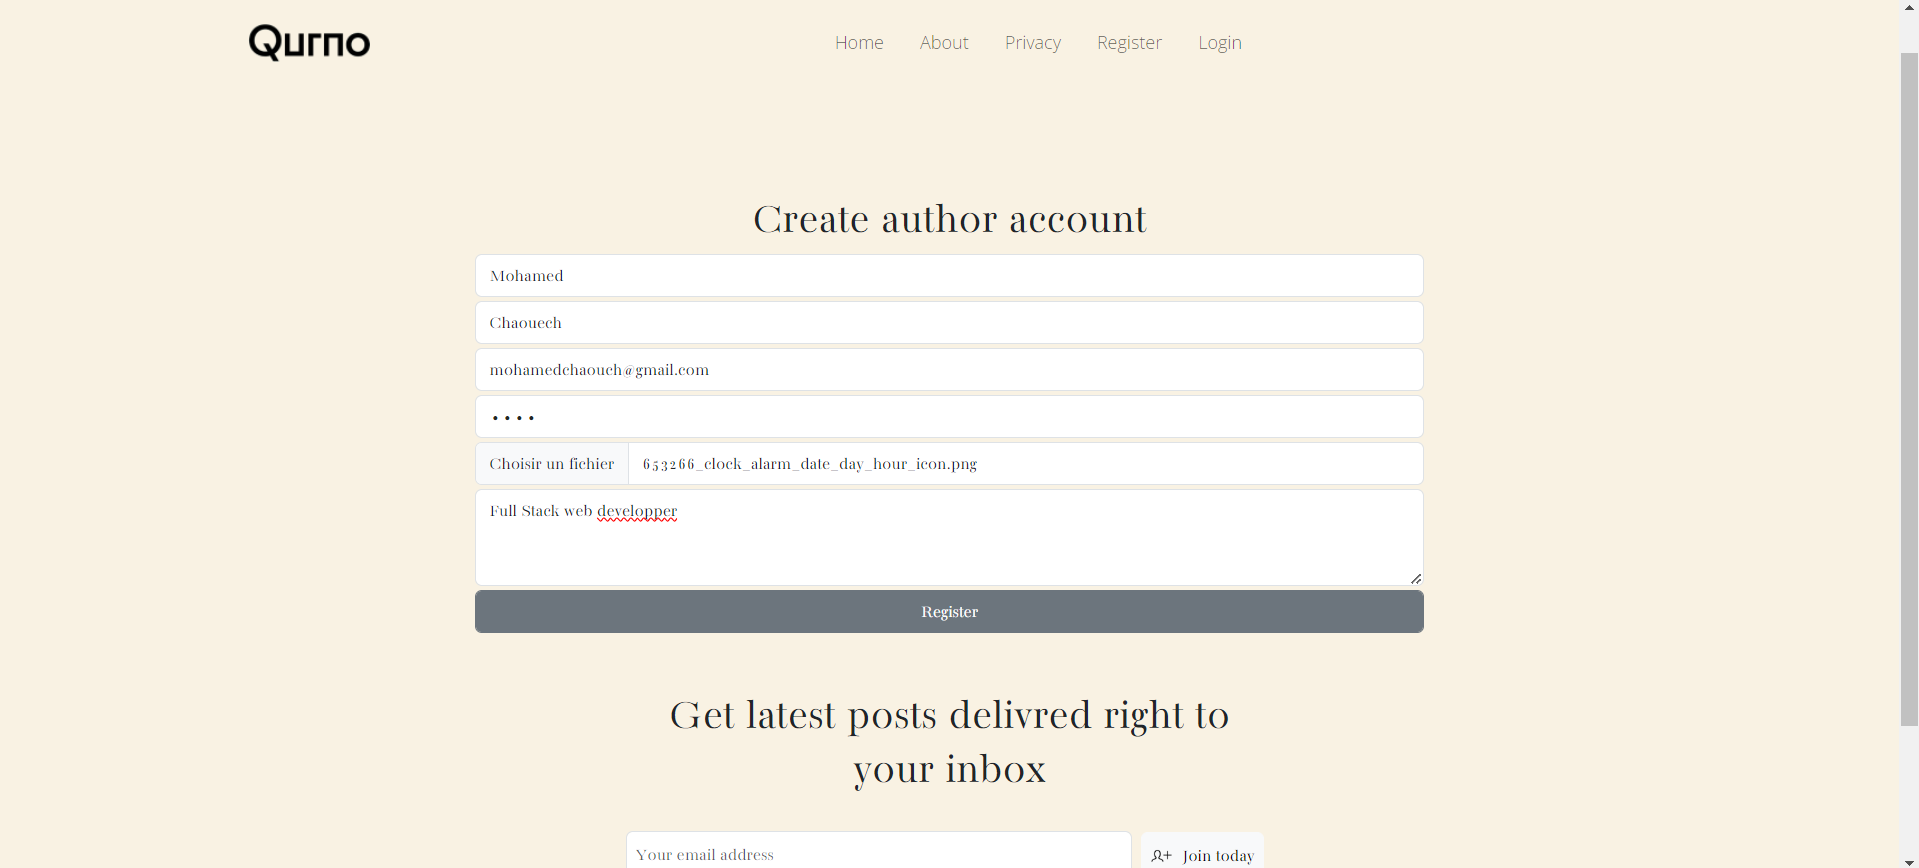 Qurno
Home About Privacy Register Login
Create author account
Mohamed
Chaouech
mohamedchaouch@gmail.com
••••
Choisir un fichier 653266_clock_alarm_date_day_hour_icon.png
Full Stack web developper
Register
Get latest posts delivred right to
your inbox
Your email address Join today